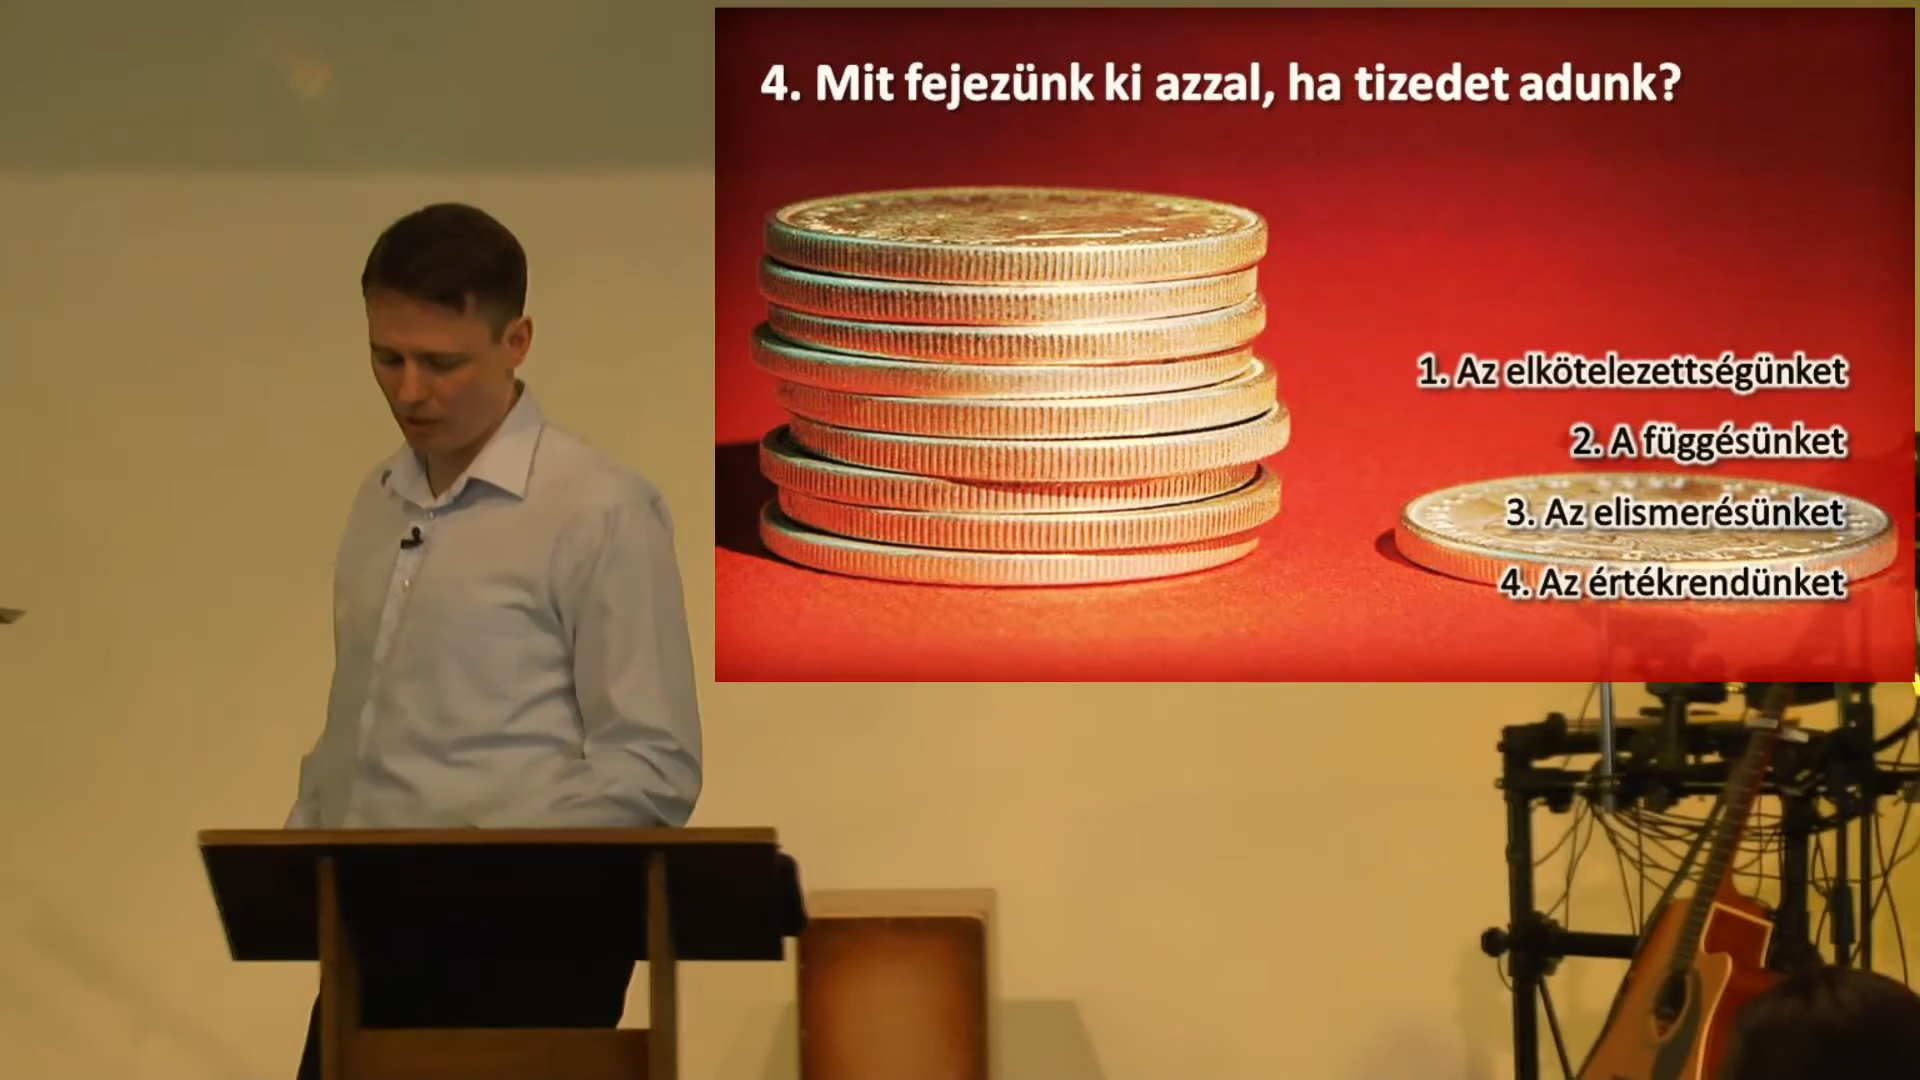 4. Mit fejezünk ki azzal, ha tizedet adunk?
1. Az elkötelezettségünket
2. A függésünket
3. Az elismerésünket
4. Az értékrendünket